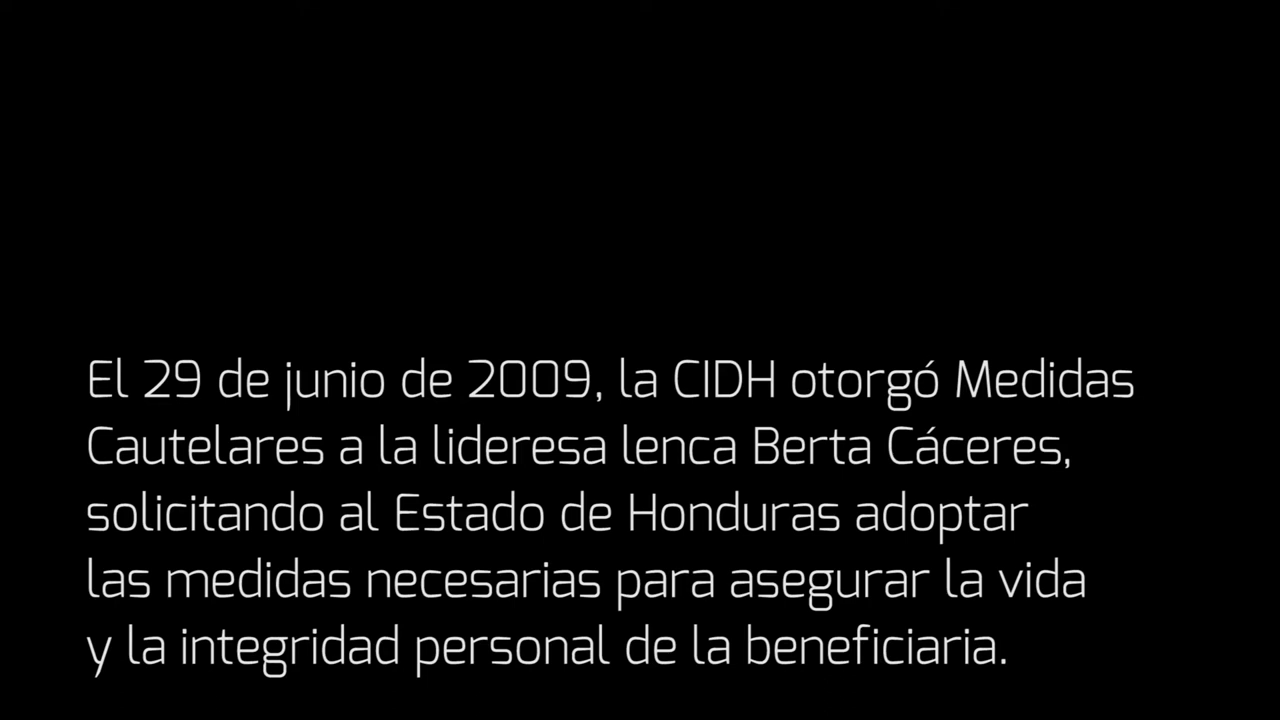 El 29 de junio de 2009, la CIDH otorgó Medidas
Cautelares a la lideresa lenca Berta Cáceres,
solicitando al Estado de Honduras adoptar
las medidas necesarias para asegurar la vida
y la integridad personal de la beneficiaria.